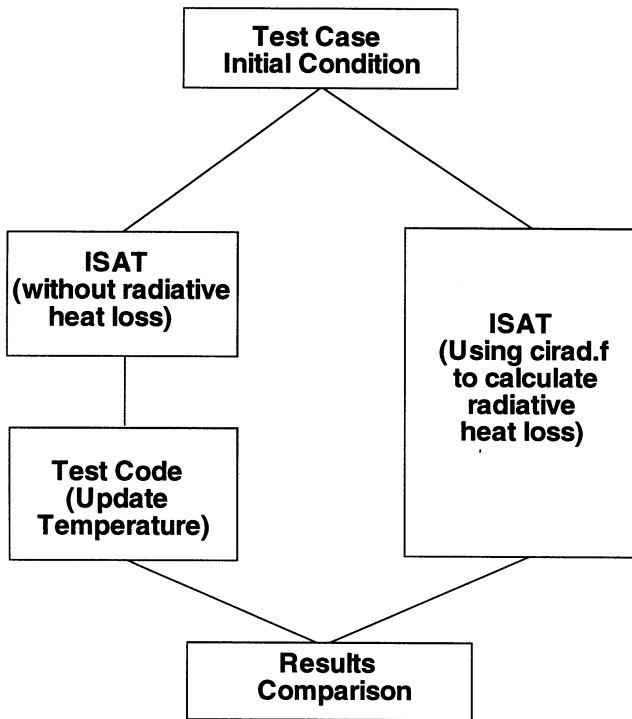 Test Case
Initial Condition
ISAT
(without radiative
heat loss)
ISAT
(Using cirad.f
to calculate
radiative
heat loss)
Test Code
(Update
Temperature)
Results
Comparison